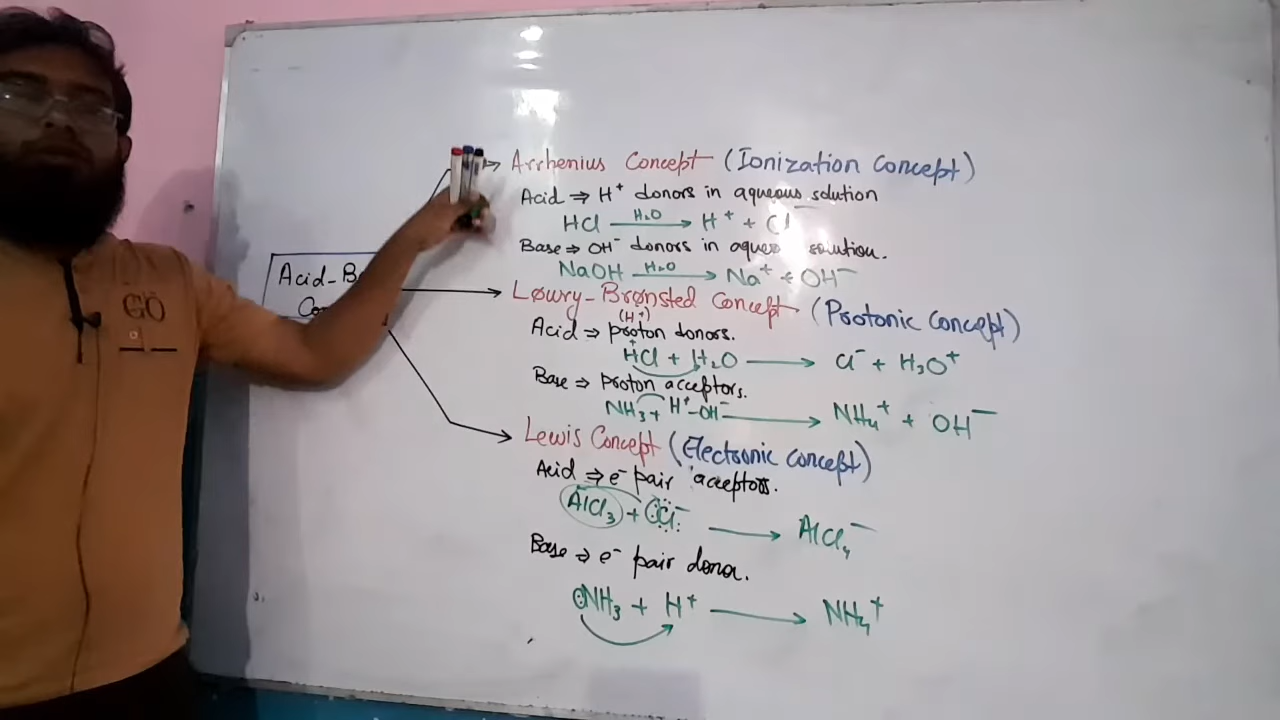 Acid-B
Co
Arrhenius Concept (Ionization Concept)
Acid ⇒ H⁺ donors in aqueous solution
HCl —H₂O→ H⁺ + Cl⁻
Base ⇒ OH⁻ donors in aques solution.
NaOH —H₂O→ Na⁺ + OH⁻
Lowry-Brønsted Concept (Protonic concept)
(H⁺)
Acid ⇒ proton donors.
HCl + H₂O → Cl⁻ + H₃O⁺
Base ⇒ proton acceptors.
NH₃ + H⁺-OH⁻ → NH₄⁺ + OH⁻
Lewis Concept (Electronic concept)
Acid ⇒ e⁻ pair acceptors.
AlCl₃ + :Cl:⁻ → AlCl₄⁻
Base ⇒ e⁻ pair donor.
:NH₃ + H⁺ → NH₄⁺
GO